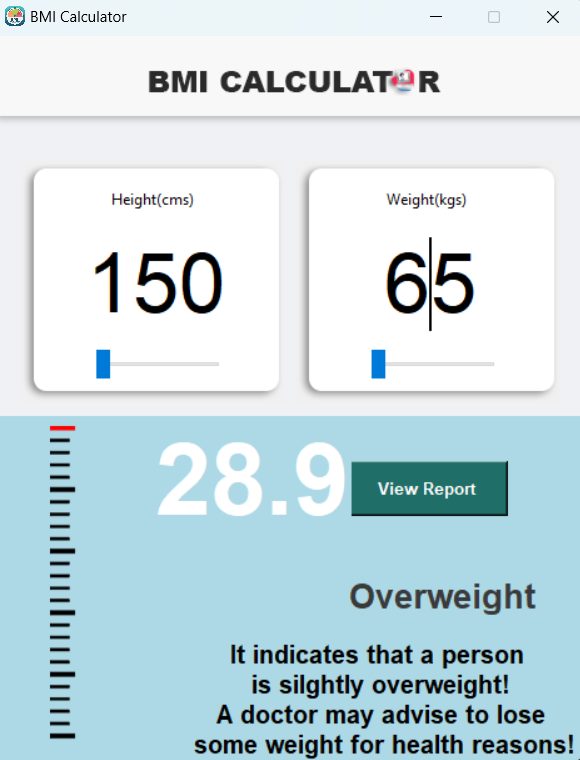 BMI Calculator
BMI CALCULATOR
Height(cms)
Weight(kgs)
150
65
28.9
View Report
Overweight
It indicates that a person
is silghtly overweight!
A doctor may advise to lose
some weight for health reasons!